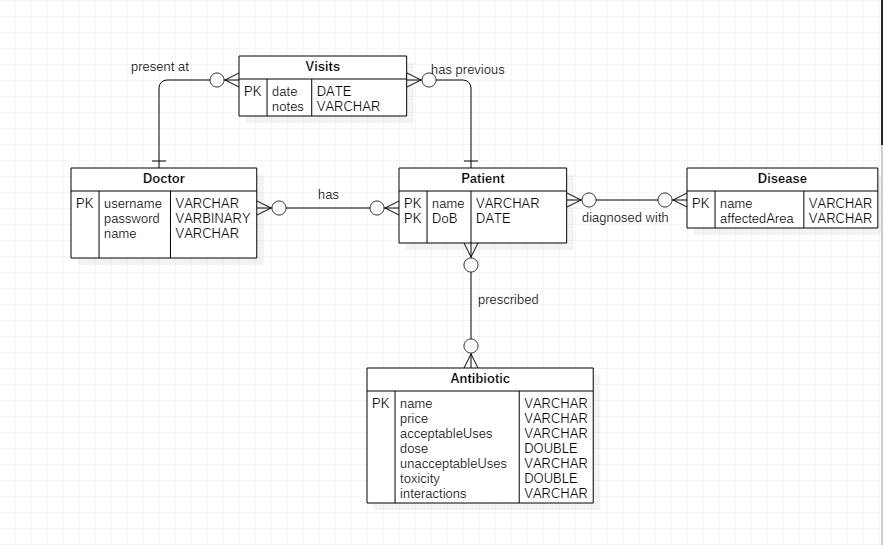 present at
Visits
has previous
PK date DATE
notes VARCHAR
Doctor
Patient
Disease
PK username VARCHAR
password VARBINARY
name VARCHAR
has
PK name VARCHAR
PK DoB DATE
PK name VARCHAR
affectedArea VARCHAR
diagnosed with
prescribed
Antibiotic
PK name VARCHAR
price VARCHAR
acceptableUses VARCHAR
dose DOUBLE
unacceptableUses VARCHAR
toxicity DOUBLE
interactions VARCHAR